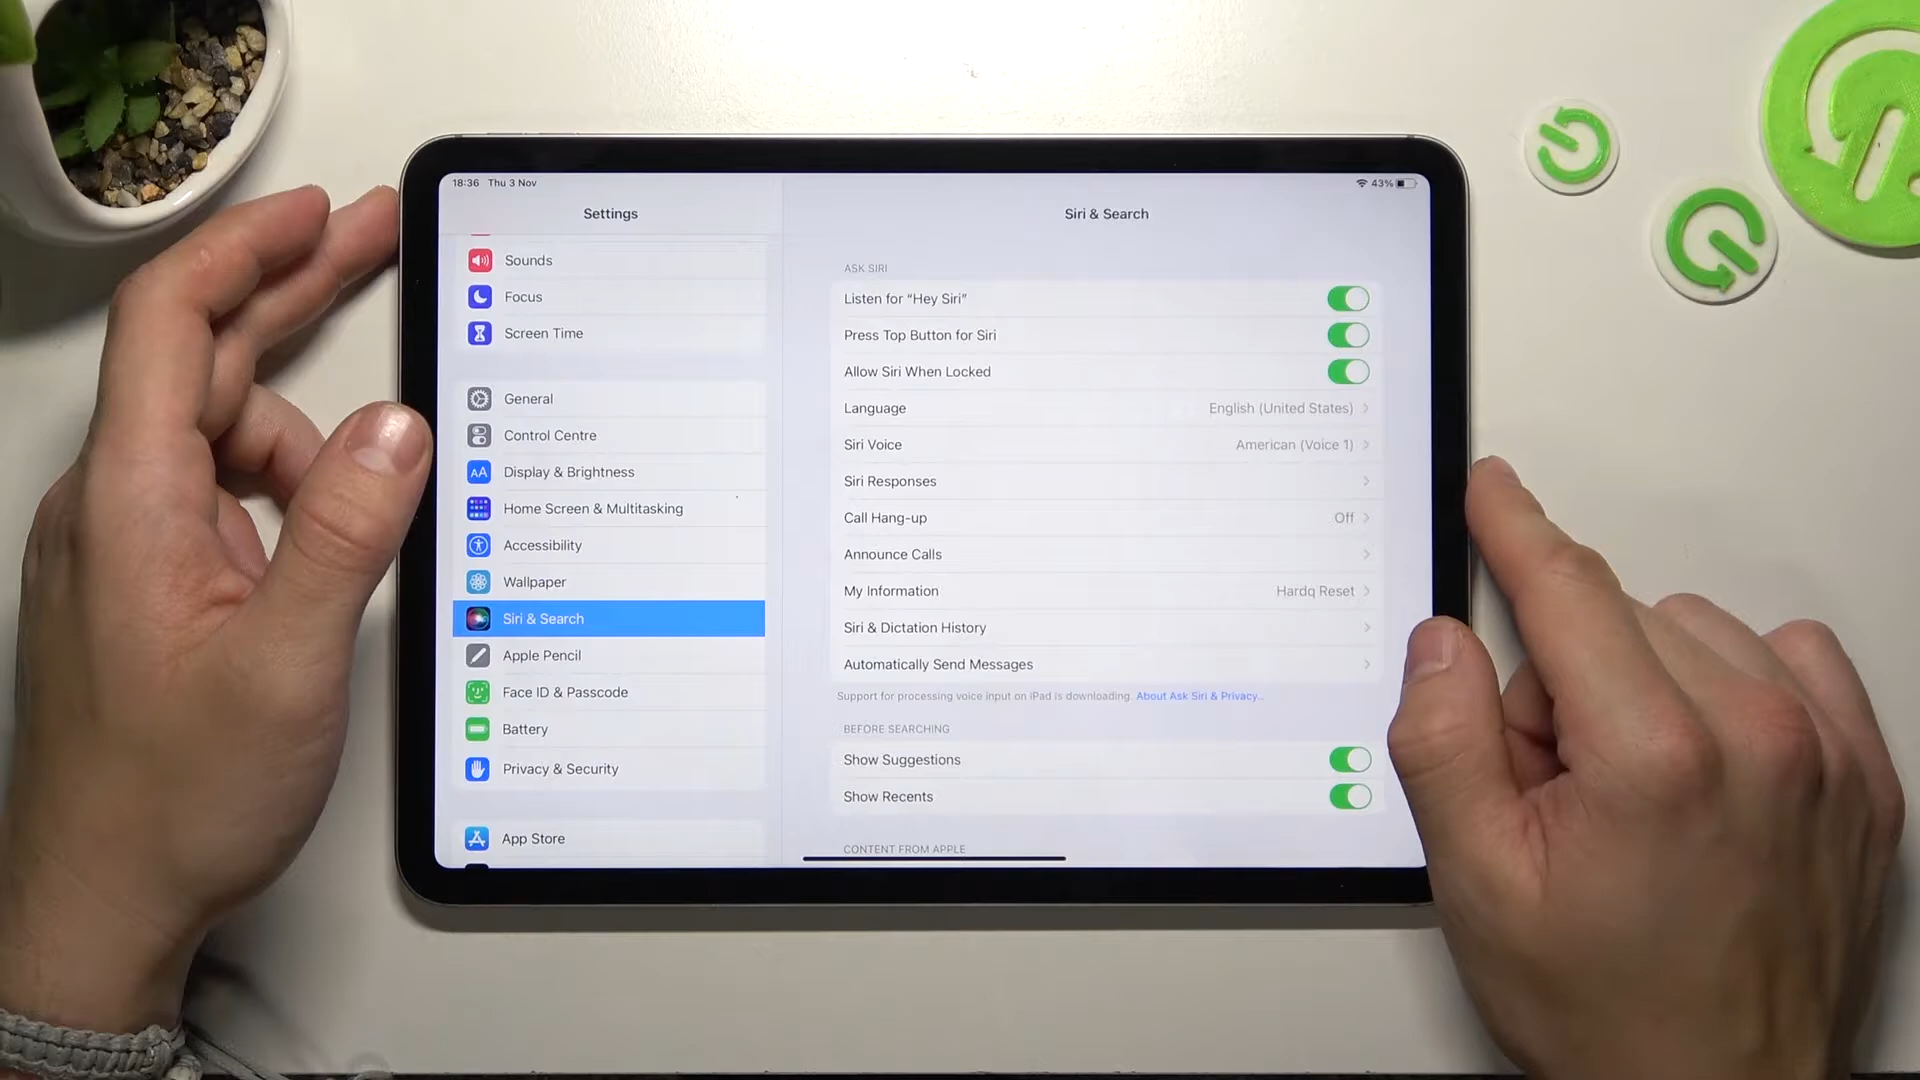 18:36 Thu 3 Nov
43%
Settings
Sounds
Focus
Screen Time
General
Control Centre
AA Display & Brightness
Home Screen & Multitasking
Accessibility
Wallpaper
Siri & Search
Apple Pencil
Face ID & Passcode
Battery
Privacy & Security
App Store
Siri & Search
ASK SIRI
Listen for “Hey Siri”
Press Top Button for Siri
Allow Siri When Locked
Language English (United States)
Siri Voice American (Voice 1)
Siri Responses
Call Hang-up Off
Announce Calls
My Information Hardq Reset
Siri & Dictation History
Automatically Send Messages
Support for processing voice input on iPad is downloading. About Ask Siri & Privacy...
BEFORE SEARCHING
Show Suggestions
Show Recents
CONTENT FROM APPLE